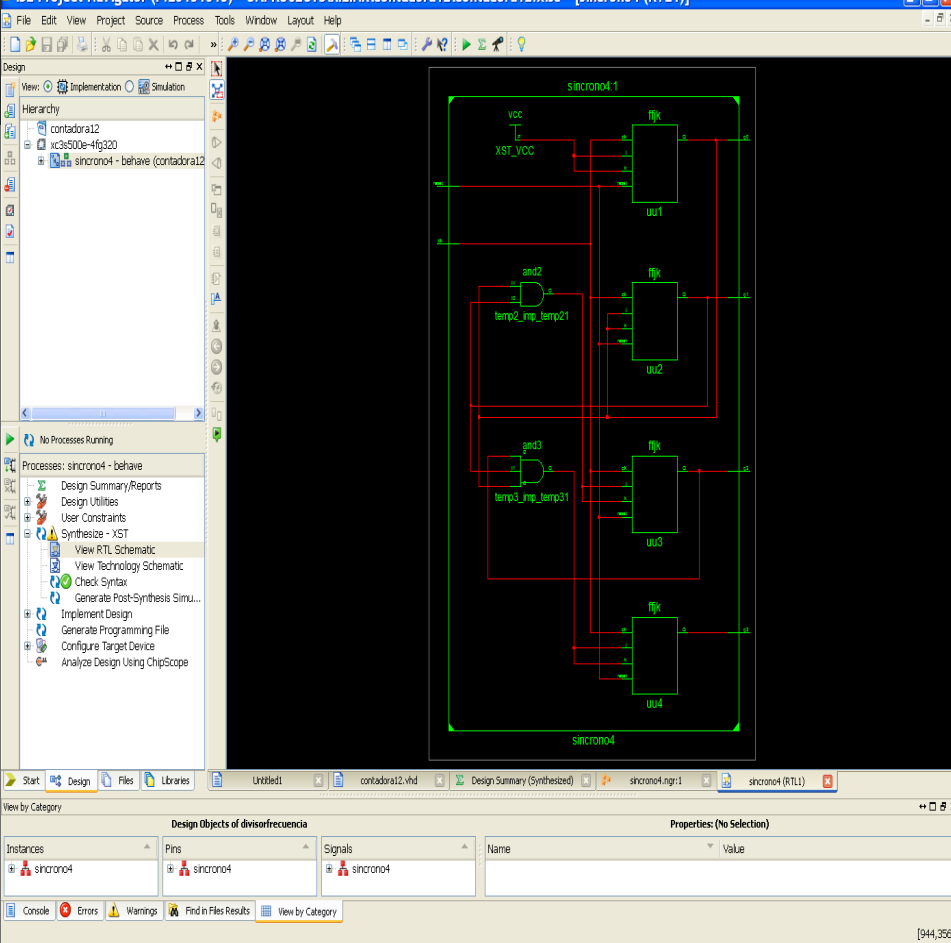 File Edit View Project Source Process Tools Window Layout Help
Design
View: Implementation Simulation
Hierarchy
contadora12
xc3s500e-4fg320
sincrono4 - behave (contadora12
No Processes Running
Processes: sincrono4 - behave
Design Summary/Reports
Design Utilities
User Constraints
Synthesize - XST
View RTL Schematic
View Technology Schematic
Check Syntax
Generate Post-Synthesis Simu...
Implement Design
Generate Programming File
Configure Target Device
Analyze Design Using ChipScope
sincrono4:1
vcc
XST_VCC
ffjk
uu1
and2
temp2_imp_temp21
ffjk
uu2
and3
temp3_imp_temp31
ffjk
uu3
ffjk
uu4
sincrono4
Start Design Files Libraries
Untitled1 contadora12.vhd Design Summary (Synthesized) sincrono4.ngr:1 sincrono4 (RTL1)
View by Category
Design Objects of divisorfrecuencia
Properties: (No Selection)
Instances Pins Signals Name Value
sincrono4 sincrono4 sincrono4
Console Errors Warnings Find in Files Results View by Category
[944,356